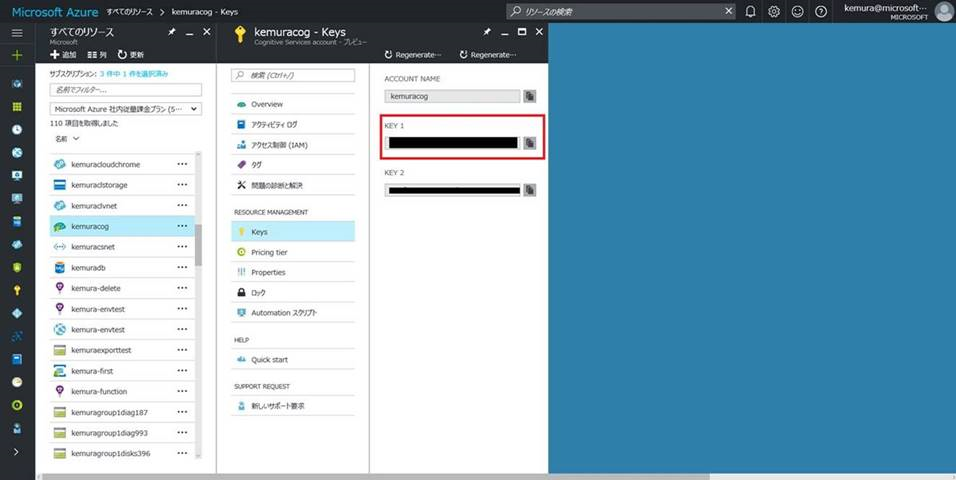 Microsoft Azure すべてのリソース > kemuracog - Keys
リソースの検索
kemura@microsoft-...
MICROSOFT
すべてのリソース
Microsoft
追加 列 更新
サブスクリプション: 3 件中 1 件を選択済み
名前でフィルター...
Microsoft Azure 社内従量課金プラン (5...
110 項目を取得しました
名前
kemuracloudchrome
kemuraclstorage
kemuraclvnet
kemuracog
kemuracsnet
kemuradb
kemura-delete
kemura-envtest
kemura-envtest
kemuraexporttest
kemura-first
kemura-function
kemuragroup1diag187
kemuragroup1diag993
kemuragroup1disks396
kemuracog - Keys
Cognitive Services account - プレビュー
検索 (Ctrl+/)
Overview
アクティビティ ログ
アクセス制御 (IAM)
タグ
問題の診断と解決
RESOURCE MANAGEMENT
Keys
Pricing tier
Properties
ロック
Automation スクリプト
HELP
Quick start
SUPPORT REQUEST
新しいサポート要求
Regenerate... Regenerate...
ACCOUNT NAME
kemuracog
KEY 1
KEY 2